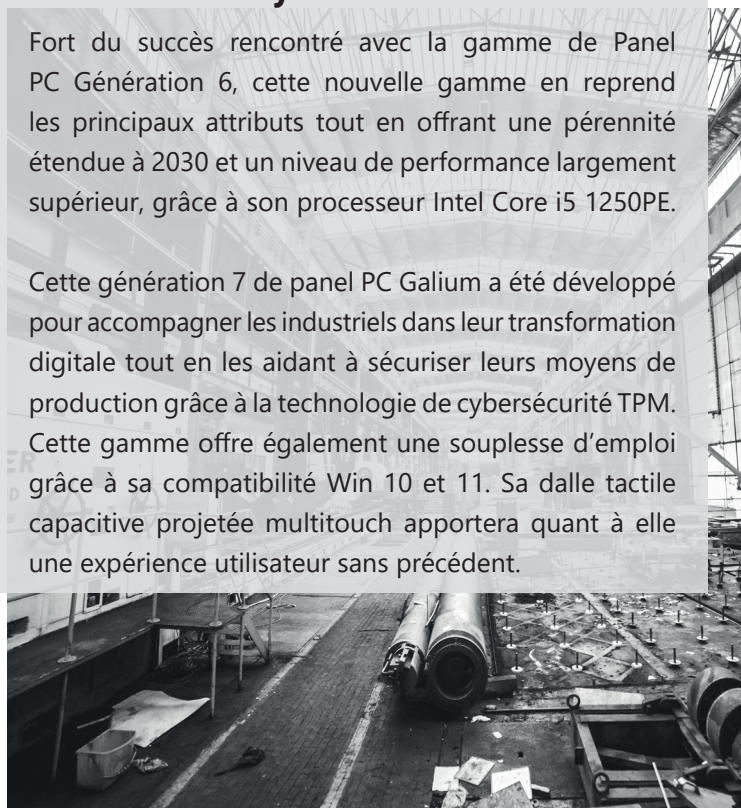 Fort du succès rencontré avec la gamme de Panel
PC Génération 6, cette nouvelle gamme en reprend
les principaux attributs tout en offrant une pérennité
étendue à 2030 et un niveau de performance largement
supérieur, grâce à son processeur Intel Core i5 1250PE.
Cette génération 7 de panel PC Galium a été développé
pour accompagner les industriels dans leur transformation
digitale tout en les aidant à sécuriser leurs moyens de
production grâce à la technologie de cybersécurité TPM.
Cette gamme offre également une souplesse d’emploi
grâce à sa compatibilité Win 10 et 11. Sa dalle tactile
capacitive projetée multitouch apportera quant à elle
une expérience utilisateur sans précédent.